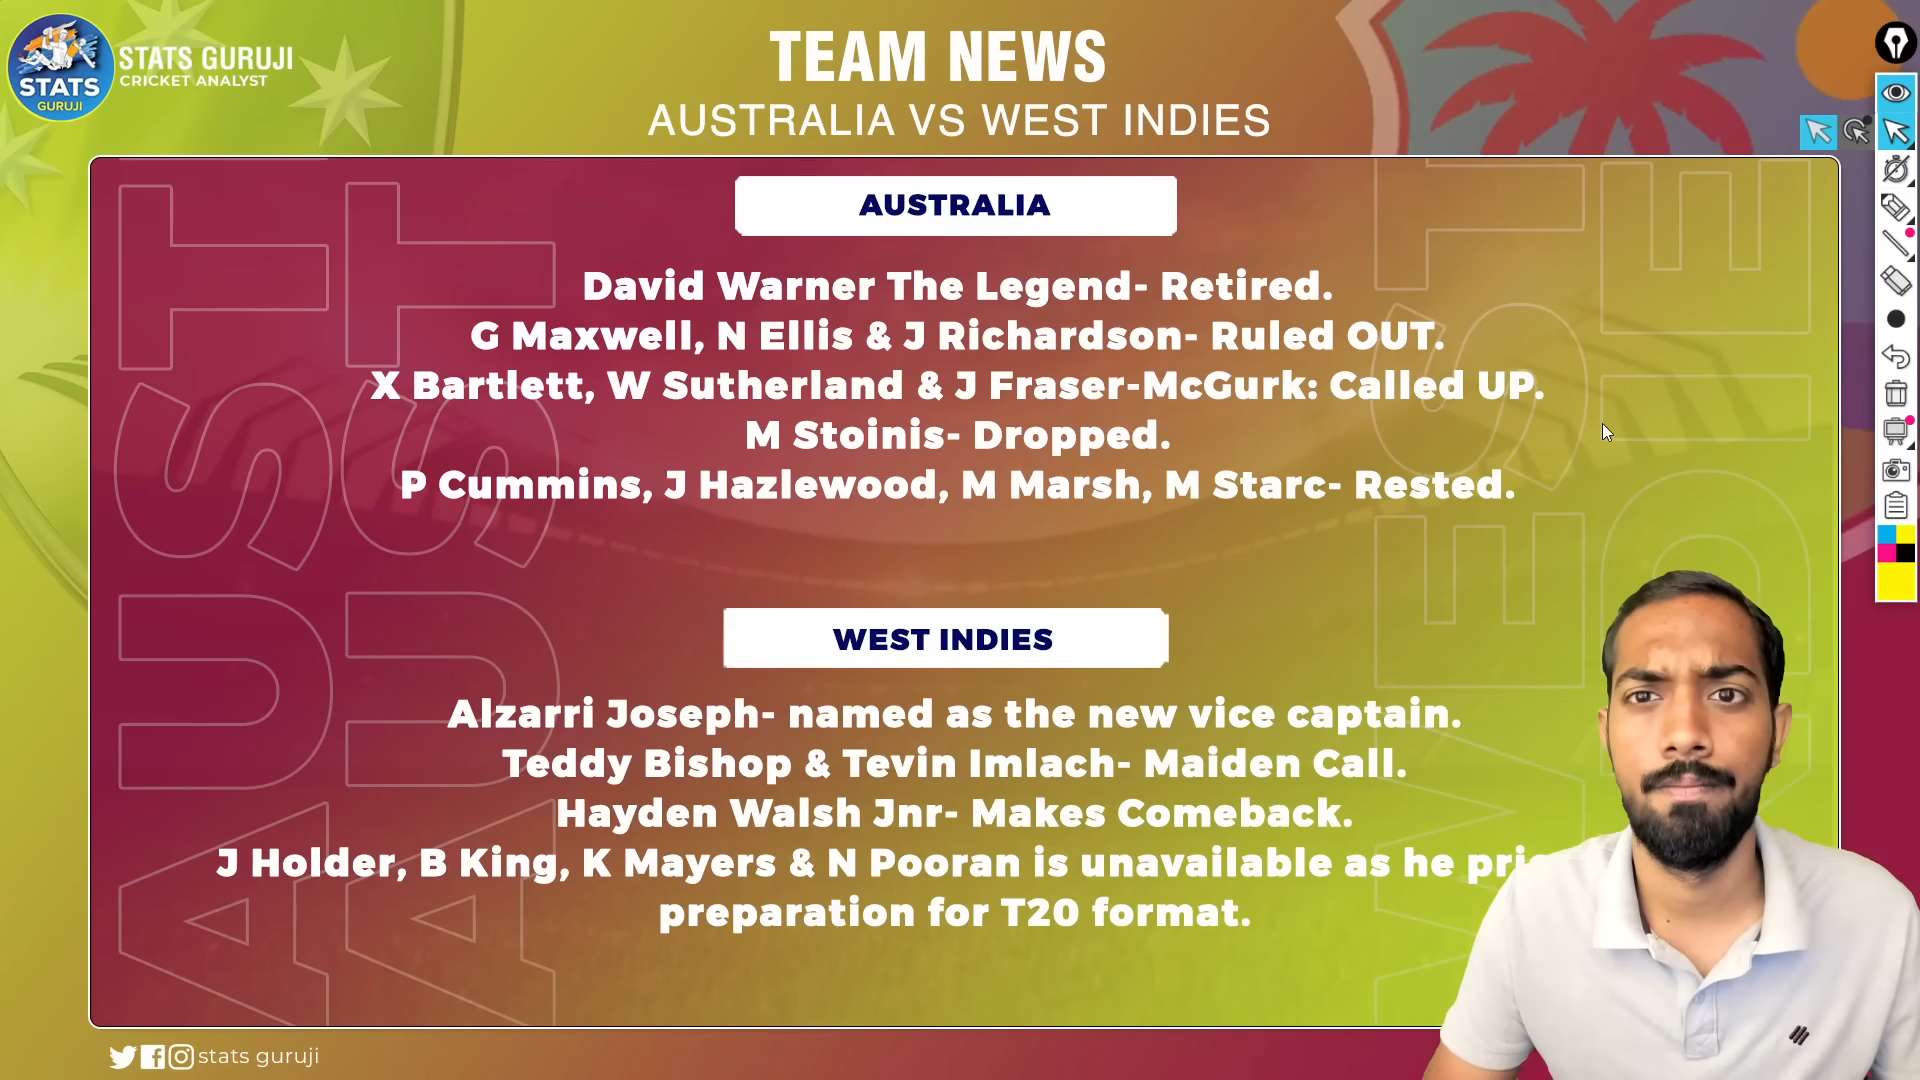 STATS GURUJI
CRICKET ANALYST
STATS
GURUJI
TEAM NEWS
AUSTRALIA VS WEST INDIES
AUSTRALIA
David Warner The Legend- Retired.
G Maxwell, N Ellis & J Richardson- Ruled OUT.
X Bartlett, W Sutherland & J Fraser-McGurk: Called UP.
M Stoinis- Dropped.
P Cummins, J Hazlewood, M Marsh, M Starc- Rested.
WEST INDIES
Alzarri Joseph- named as the new vice captain.
Teddy Bishop & Tevin Imlach- Maiden Call.
Hayden Walsh Jnr- Makes Comeback.
J Holder, B King, K Mayers & N Pooran is unavailable as he
preparation for T20 format.
stats guruji